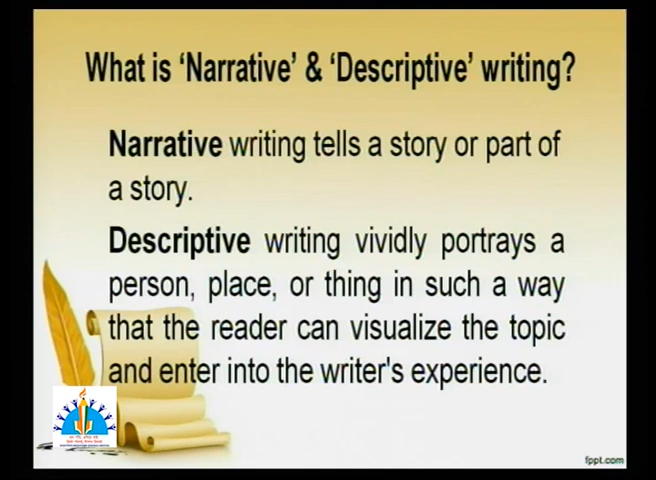 What is ‘Narrative’ & ‘Descriptive’ writing?
Narrative writing tells a story or part of
a story.
Descriptive writing vividly portrays a
person, place, or thing in such a way
that the reader can visualize the topic
and enter into the writer's experience.
fppt.com